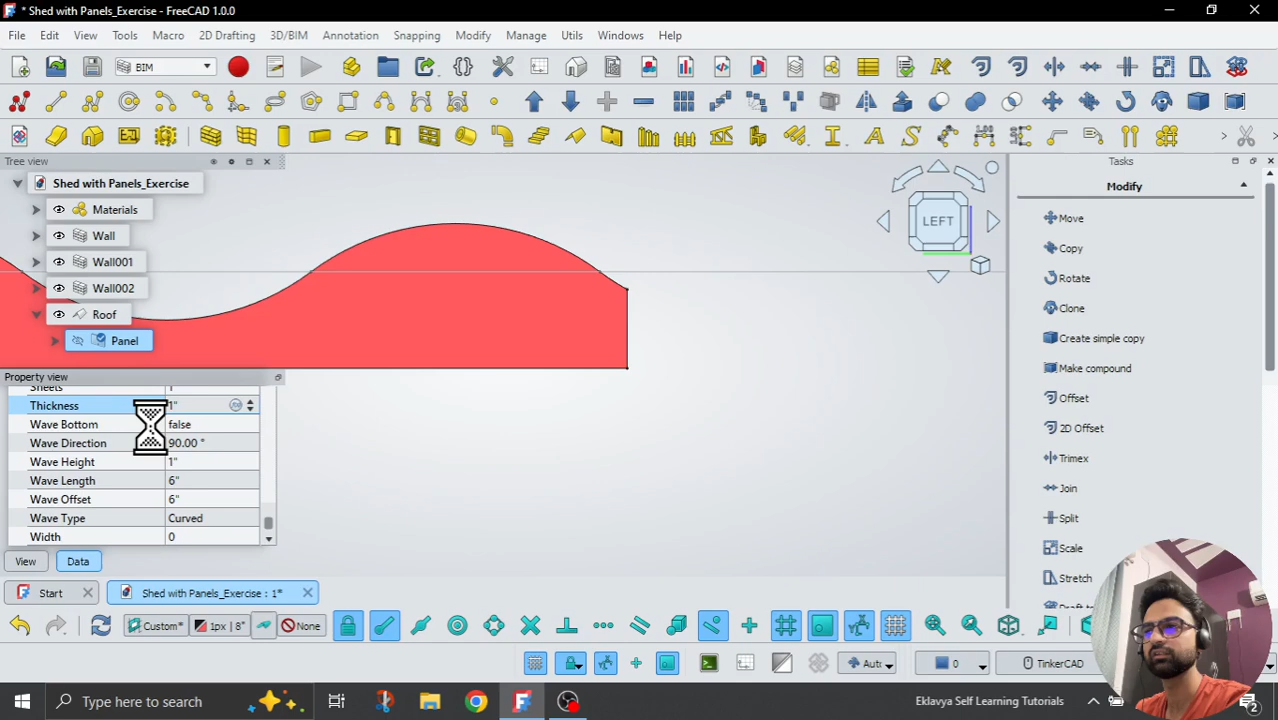 * Shed with Panels_Exercise - FreeCAD 1.0.0
File Edit View Tools Macro 2D Drafting 3D/BIM Annotation Snapping Modify Manage Utils Windows Help
BIM
Tree view
Tasks
Shed with Panels_Exercise
Modify
Materials
LEFT
Move
Wall
Copy
Wall001
Rotate
Wall002
Clone
Roof
Create simple copy
Panel
Make compound
Property view
Sheets 1
Offset
Thickness 1"
Wave Bottom false
2D Offset
Wave Direction 90.00 °
Trimex
Wave Height 1"
Wave Length 6"
Join
Wave Offset 6"
Wave Type Curved
Split
Width 0
Scale
View Data
Stretch
Start Shed with Panels_Exercise : 1*
Custom* 1px | 8" None
Auto 0 TinkerCAD
Type here to search
Eklavya Self Learning Tutorials
2